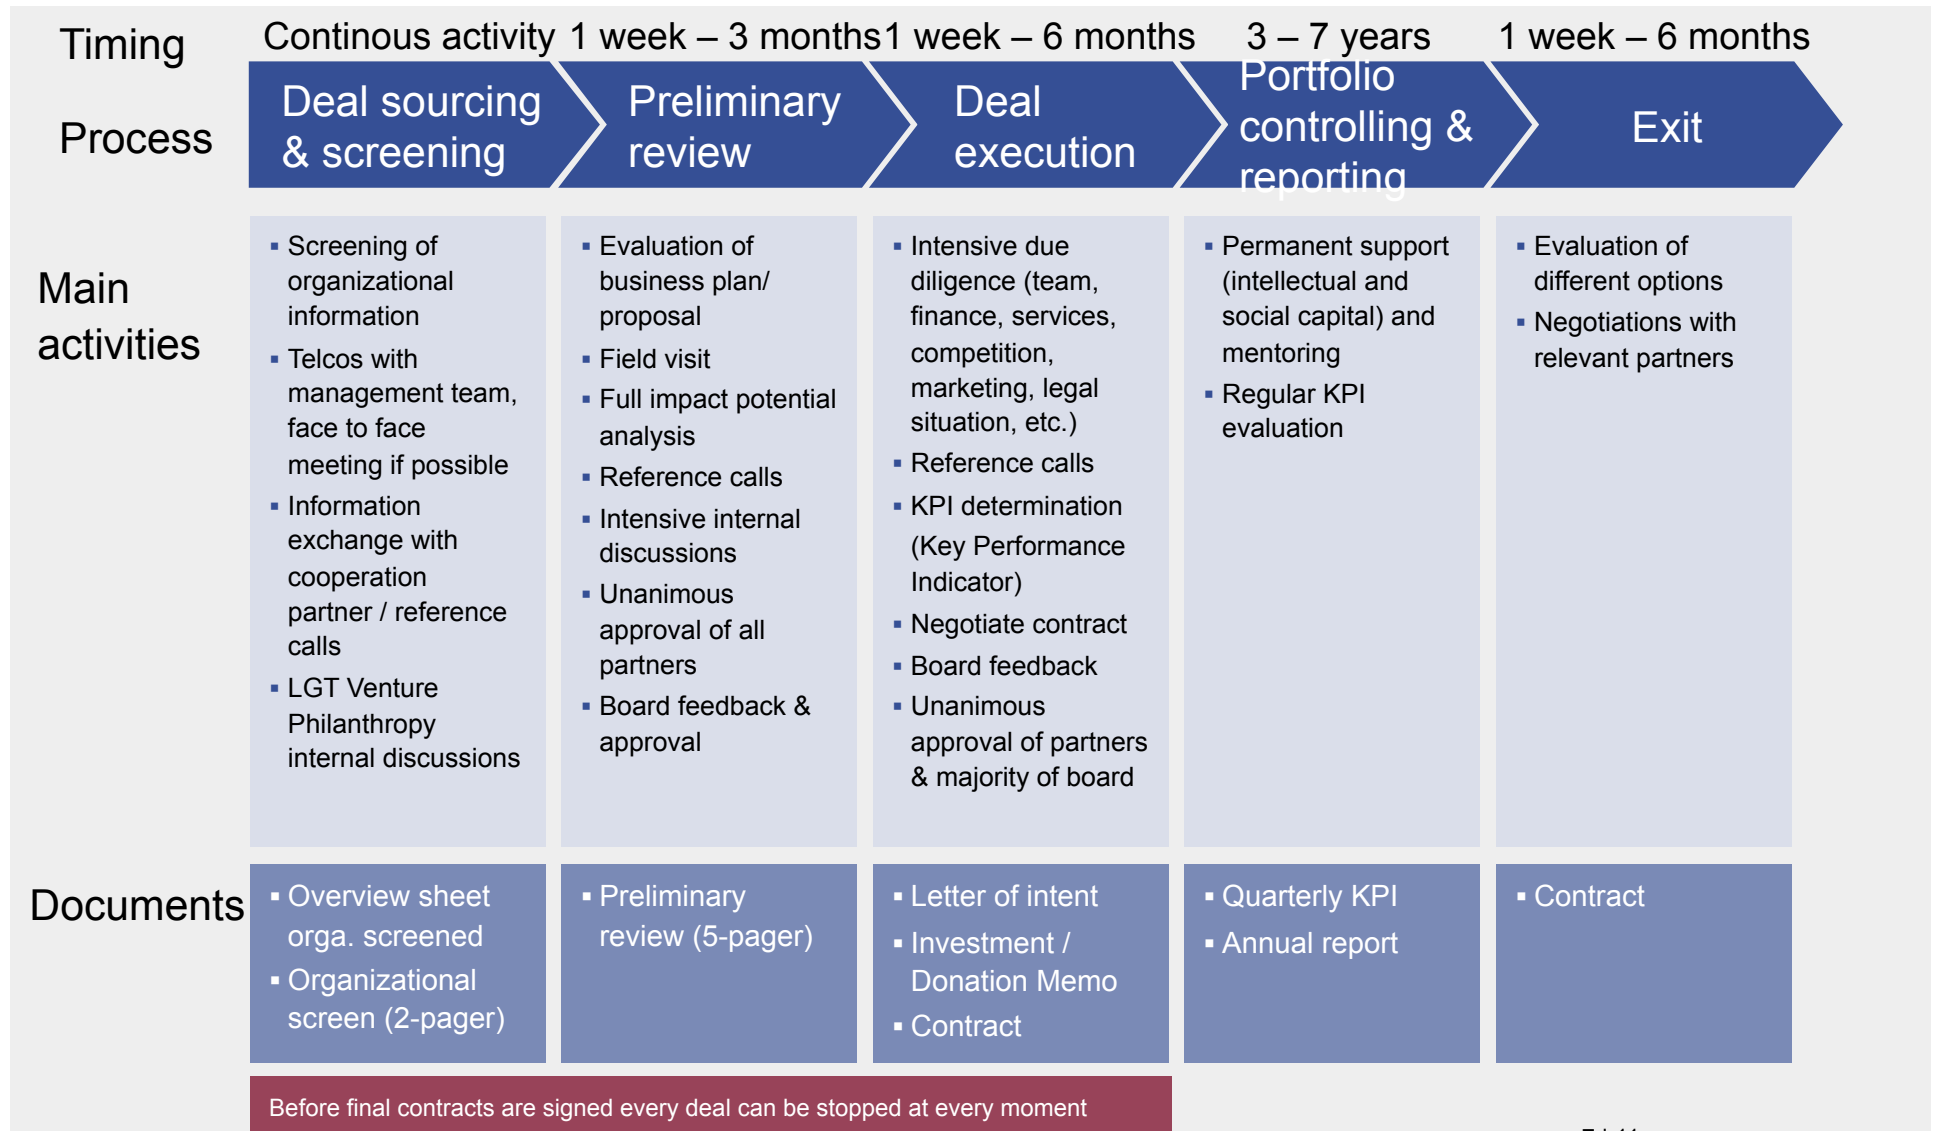 Timing
Continous activity
1 week – 3 months
1 week – 6 months
3 – 7 years
1 week – 6 months
Process
Deal sourcing
& screening
Preliminary
review
Deal
execution
Portfolio
controlling &
reporting
Exit
Main
activities
▪ Screening of
organizational
information
▪ Telcos with
management team,
face to face
meeting if possible
▪ Information
exchange with
cooperation
partner / reference
calls
▪ LGT Venture
Philanthropy
internal discussions
▪ Evaluation of
business plan/
proposal
▪ Field visit
▪ Full impact potential
analysis
▪ Reference calls
▪ Intensive internal
discussions
▪ Unanimous
approval of all
partners
▪ Board feedback &
approval
▪ Intensive due
diligence (team,
finance, services,
competition,
marketing, legal
situation, etc.)
▪ Reference calls
▪ KPI determination
(Key Performance
Indicator)
▪ Negotiate contract
▪ Board feedback
▪ Unanimous
approval of partners
& majority of board
▪ Permanent support
(intellectual and
social capital) and
mentoring
▪ Regular KPI
evaluation
▪ Evaluation of
different options
▪ Negotiations with
relevant partners
Documents
▪ Overview sheet
orga. screened
▪ Organizational
screen (2-pager)
▪ Preliminary
review (5-pager)
▪ Letter of intent
▪ Investment /
Donation Memo
▪ Contract
▪ Quarterly KPI
▪ Annual report
▪ Contract
Before final contracts are signed every deal can be stopped at every moment